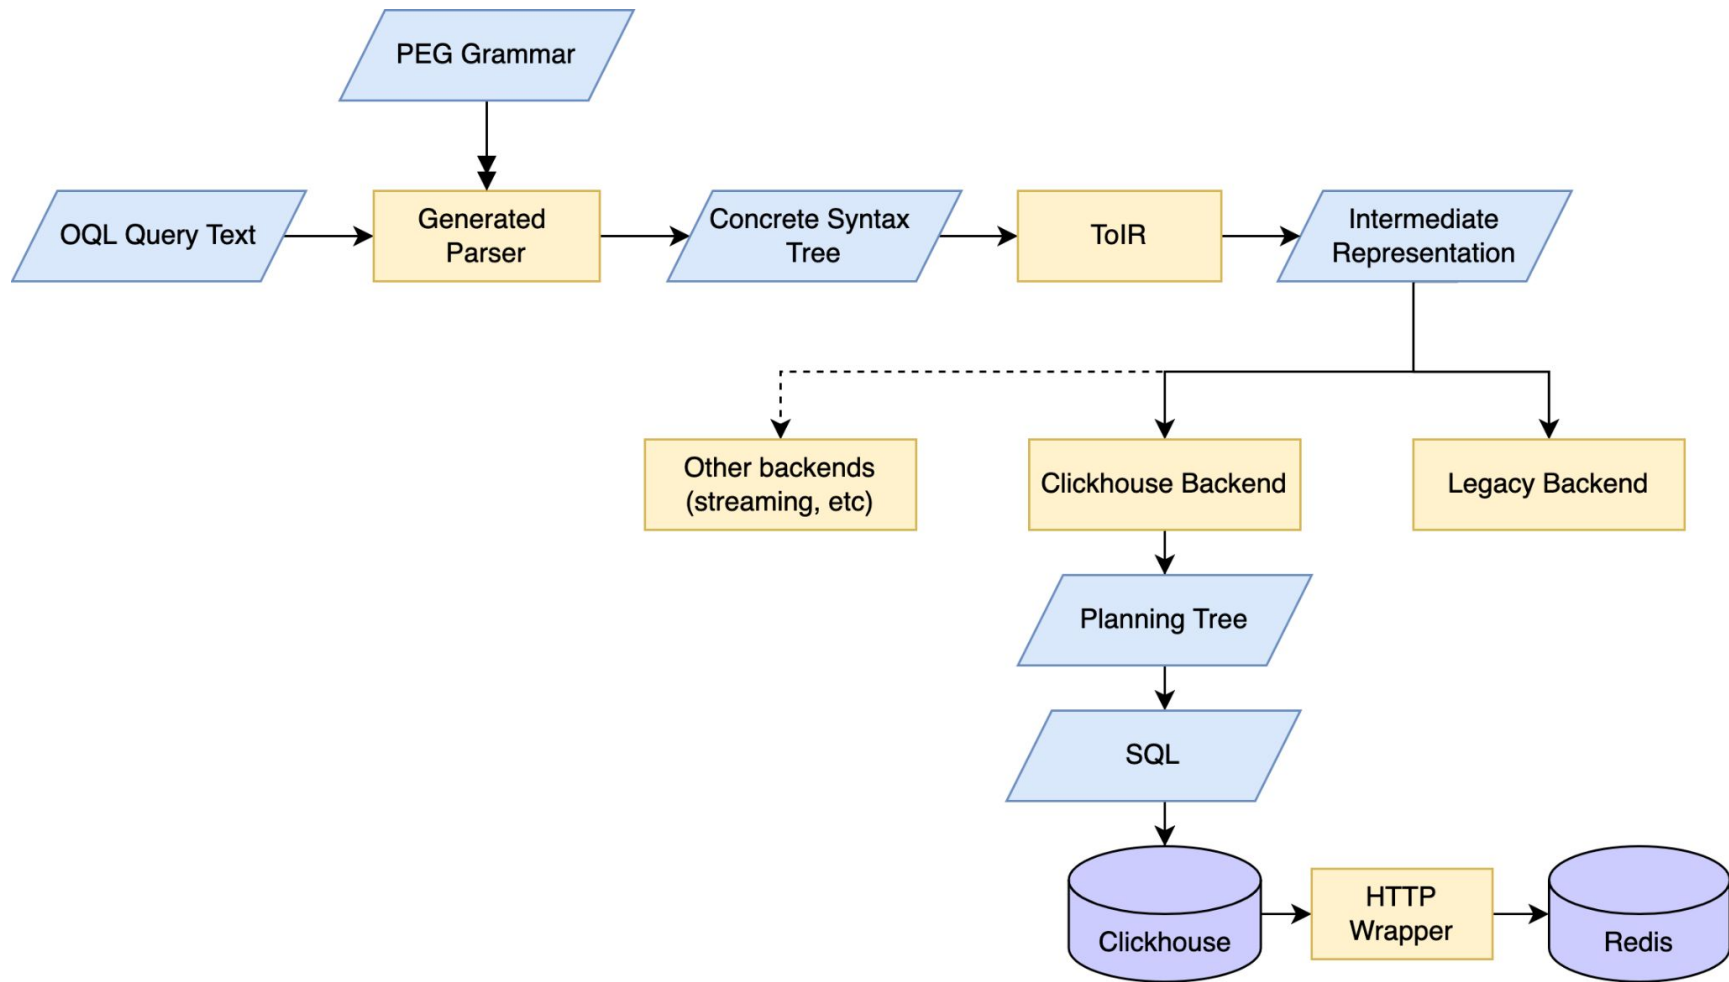 PEG Grammar
OQL Query Text
Generated
Parser
Concrete Syntax
Tree
ToIR
Intermediate
Representation
Other backends
(streaming, etc)
Clickhouse Backend
Legacy Backend
Planning Tree
SQL
Clickhouse
HTTP
Wrapper
Redis